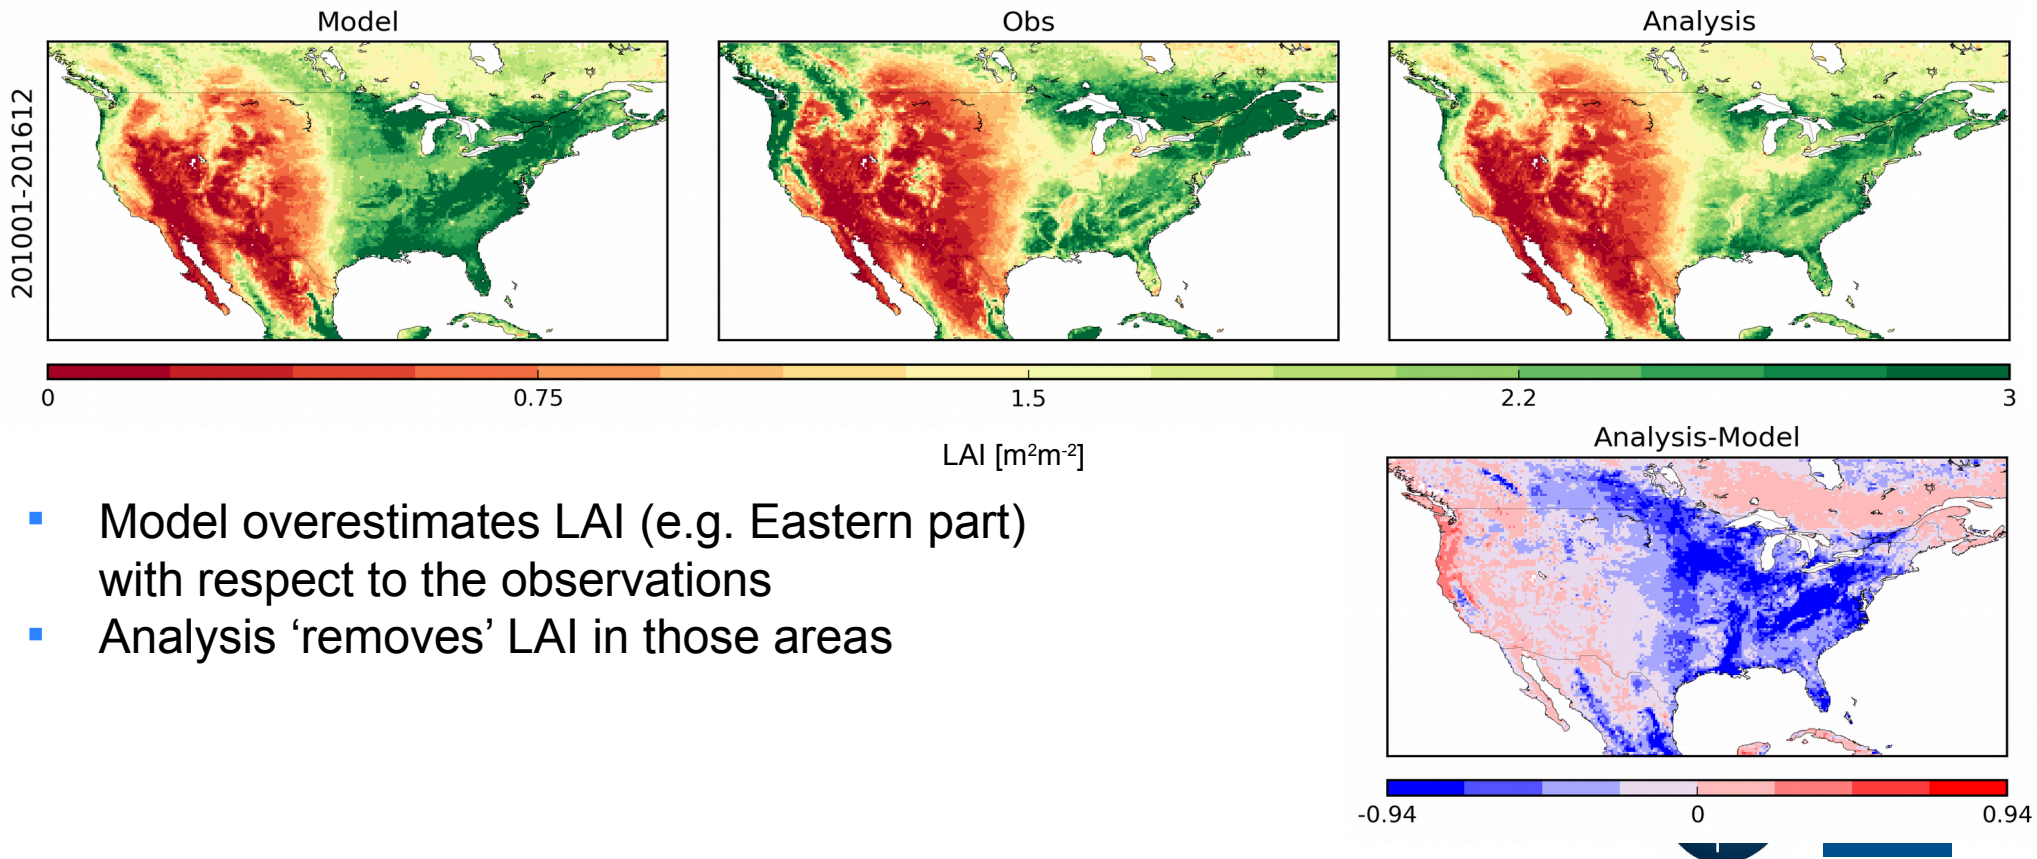 Model
Obs
Analysis
201001-201612
0 0.75 1.5 2.2 3
LAI [m²m⁻²]
Analysis-Model
-0.94 0 0.94
▪ Model overestimates LAI (e.g. Eastern part)
with respect to the observations
▪ Analysis ‘removes’ LAI in those areas